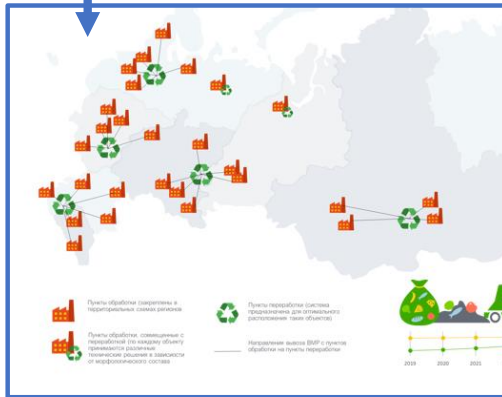 Пункты обработки (закреплены в
территориальных схемах регионов)
Пункты переработки (система
предназначена для оптимального
расположения таких объектов)
Пункты обработки, совмещенные с
переработкой (по каждому объекту
принимаются различные
технические решения в зависимости
от морфологического состава)
Направления вывоза ВМР с пунктов
обработки на пункты переработки
2019 2020 2021